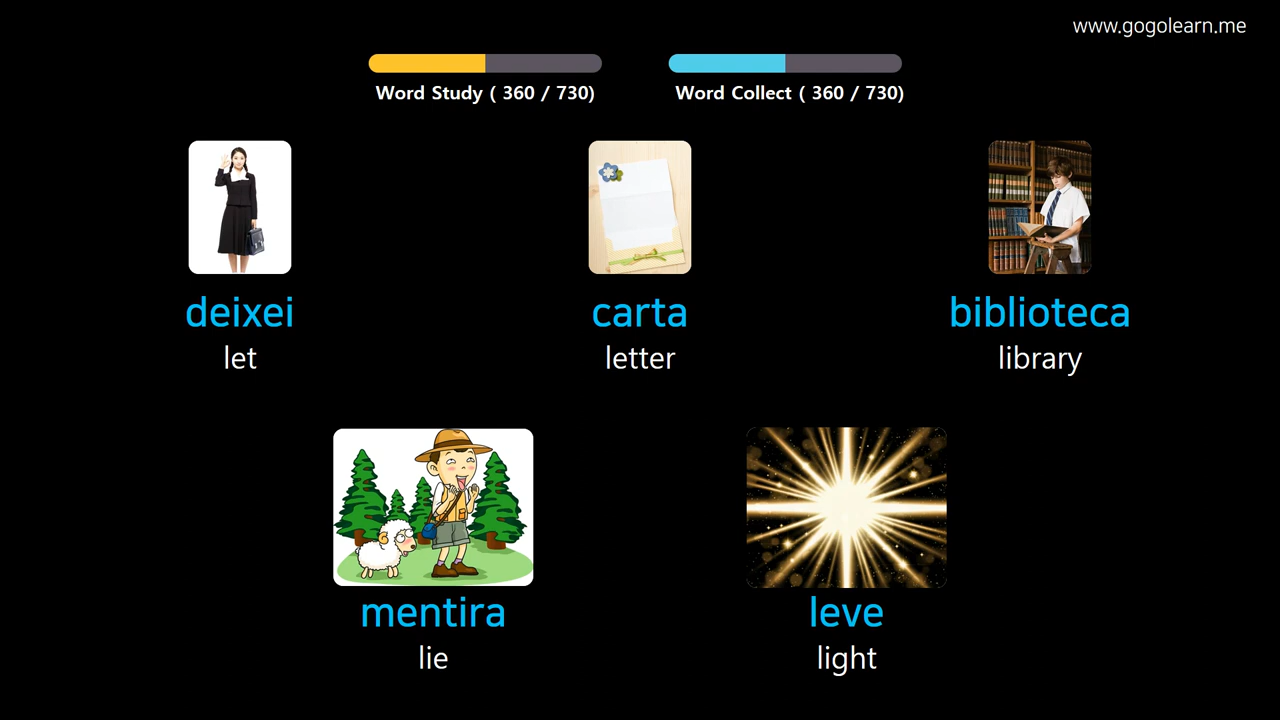 www.gogolearn.me
Word Study ( 360 / 730)
Word Collect ( 360 / 730)
deixei
let
carta
letter
biblioteca
library
mentira
lie
leve
light